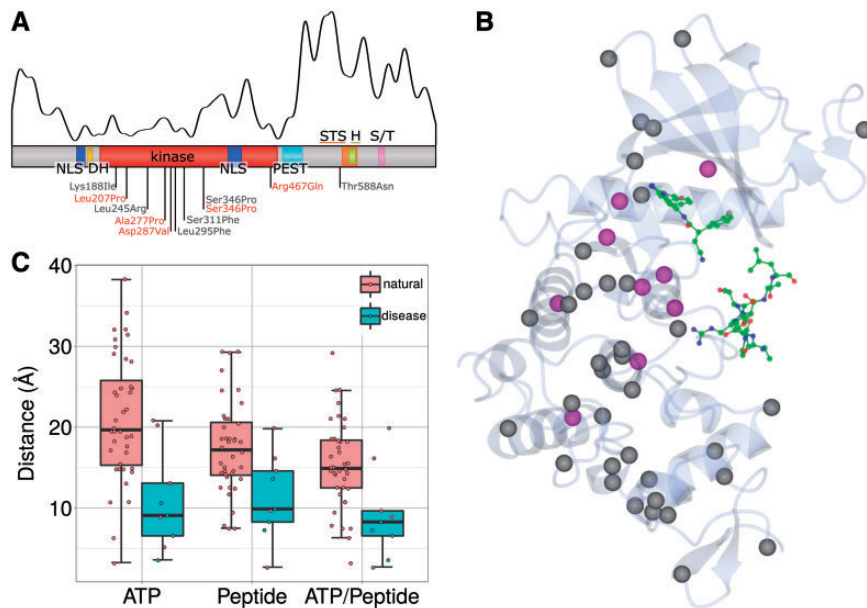 A
STS H S/T
kinase
NLS DH NLS PEST
Lys188Ile
Leu207Pro
Leu245Arg
Ala277Pro
Asp287Val
Leu295Phe
Ser311Phe
Ser346Pro
Ser346Pro
Arg467Gln
Thr588Asn
B
C
Distance (Å)
40
30
20
10
natural
disease
ATP Peptide ATP/Peptide